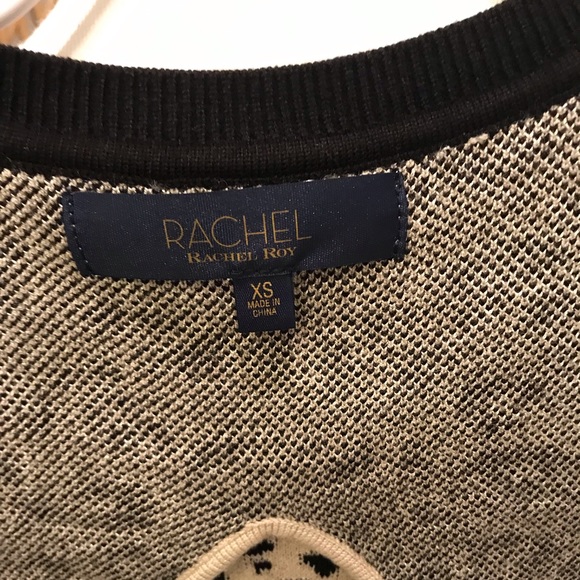 RACHEL
RACHEL ROY
XS
MADE IN
CHINA